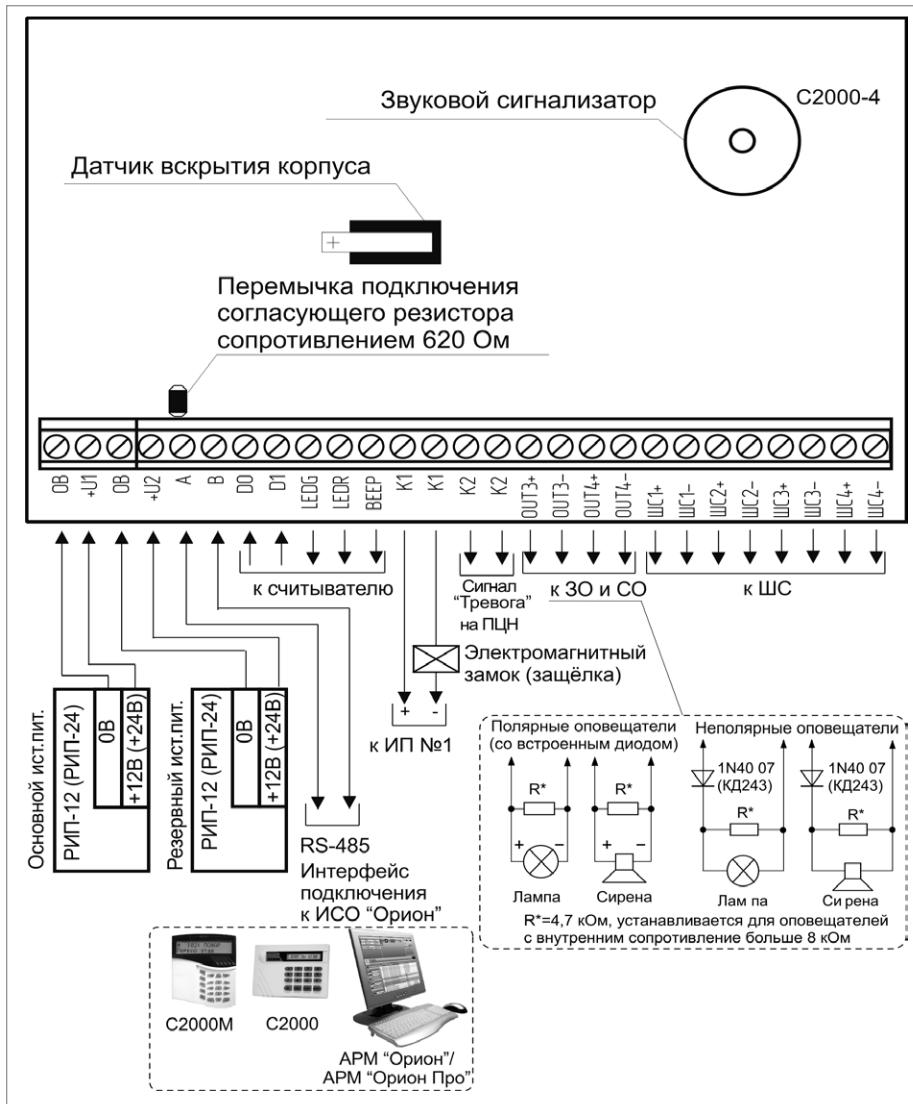 Звуковой сигнализатор
С2000-4
Датчик вскрытия корпуса
Перемычка подключения
согласующего резистора
сопротивлением 620 Ом
0В
+U1
0В
+U2
A
B
D0
D1
LEDG
LEDR
BEEP
K1
K1
K2
K2
OUT3+
OUT3–
OUT4+
OUT4–
ШС1+
ШС1–
ШС2+
ШС2–
ШС3+
ШС3–
ШС4+
ШС4–
к считывателю
Сигнал
“Тревога”
на ПЦН
к ЗО и СО
к ШС
Электромагнитный
замок (защёлка)
+ -
к ИП №1
Основной ист.пит.
РИП-12 (РИП-24)
0В
+12В (+24В)
Резервный ист.пит.
РИП-12 (РИП-24)
0В
+12В (+24В)
RS-485
Интерфейс
подключения
к ИСО “Орион”
Полярные оповещатели
(со встроенным диодом)
R*
+ –
Лампа
R*
+ –
Сирена
Неполярные оповещатели
1N40 07
(КД243)
R*
Лам па
1N40 07
(КД243)
R*
Си рена
R*=4,7 кОм, устанавливается для оповещателей
с внутренним сопротивление больше 8 кОм
С2000М
С2000
АРМ “Орион”/
АРМ “Орион Про”